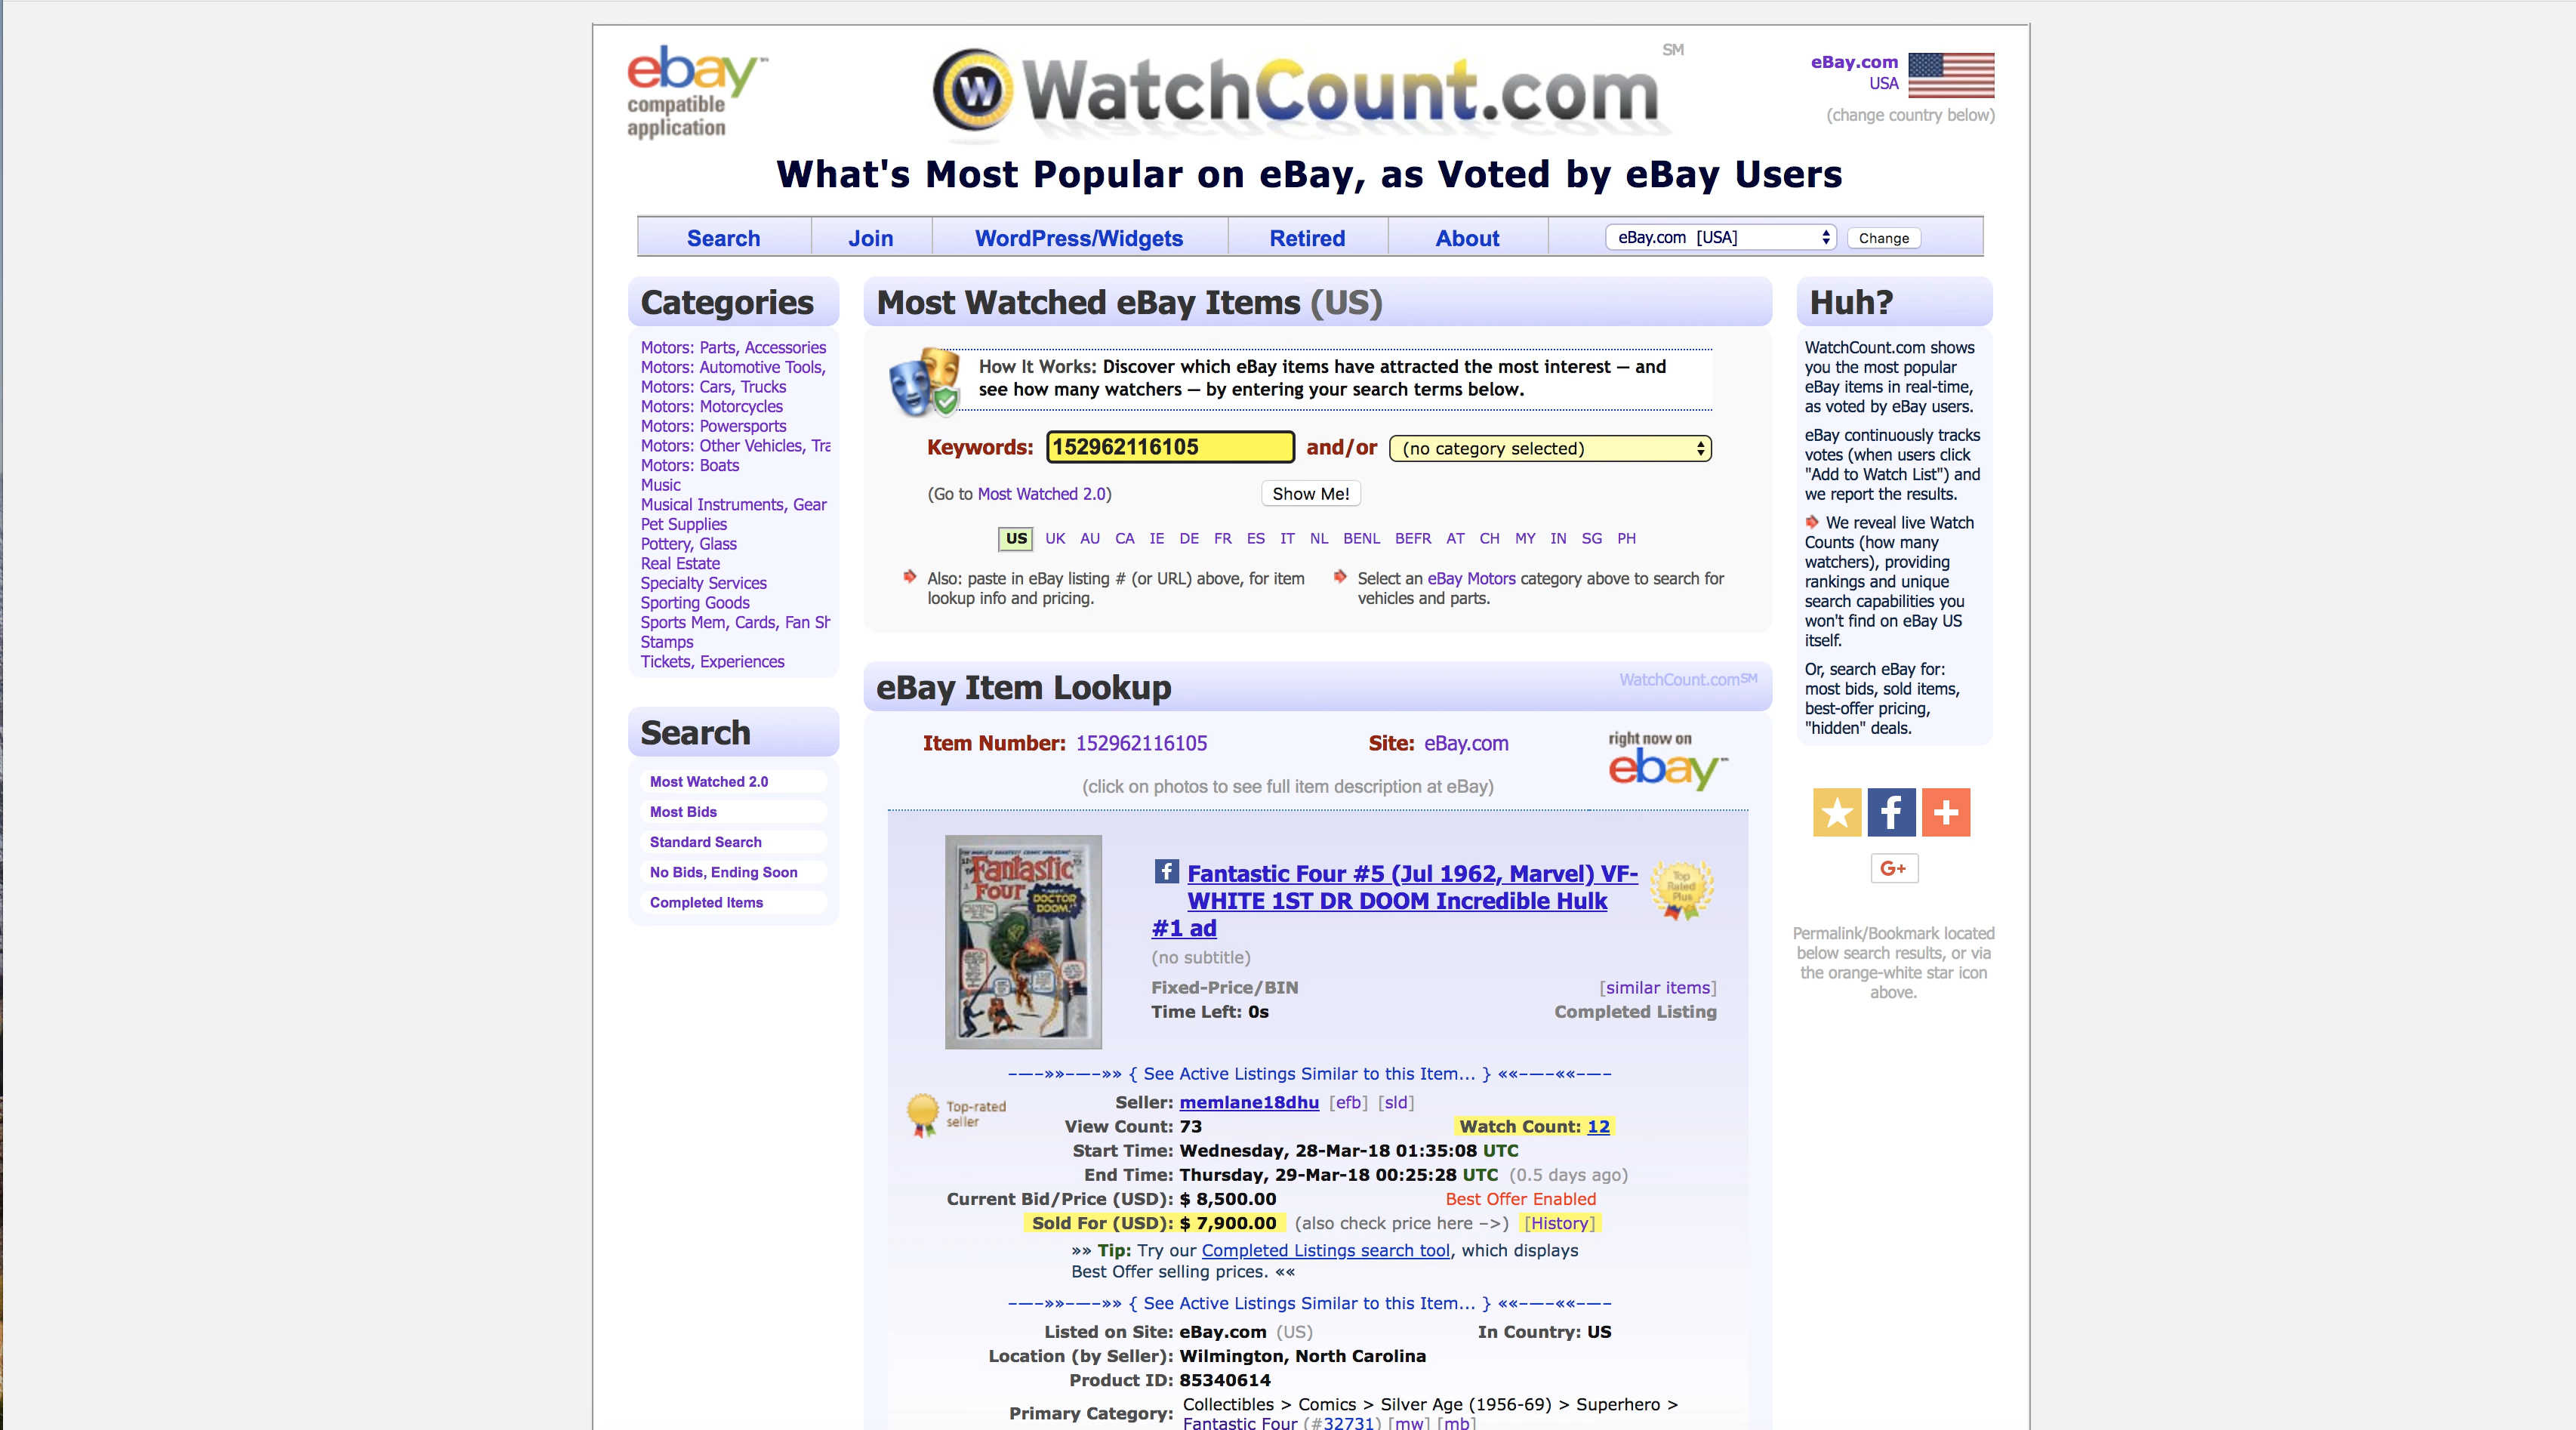 ebay™
compatible
application
WatchCount.com SM
eBay.com
USA
(change country below)
What's Most Popular on eBay, as Voted by eBay Users
Search Join WordPress/Widgets Retired About eBay.com [USA] Change
Categories
Motors: Parts, Accessories
Motors: Automotive Tools,
Motors: Cars, Trucks
Motors: Motorcycles
Motors: Powersports
Motors: Other Vehicles, Tra
Motors: Boats
Music
Musical Instruments, Gear
Pet Supplies
Pottery, Glass
Real Estate
Specialty Services
Sporting Goods
Sports Mem, Cards, Fan Sh
Stamps
Tickets, Experiences
Search
Most Watched 2.0
Most Bids
Standard Search
No Bids, Ending Soon
Completed Items
Most Watched eBay Items (US)
How It Works: Discover which eBay items have attracted the most interest — and
see how many watchers — by entering your search terms below.
Keywords: 152962116105 and/or (no category selected)
(Go to Most Watched 2.0) Show Me!
US UK AU CA IE DE FR ES IT NL BENL BEFR AT CH MY IN SG PH
Also: paste in eBay listing # (or URL) above, for item
lookup info and pricing.
Select an eBay Motors category above to search for
vehicles and parts.
eBay Item Lookup WatchCount.com℠
Item Number: 152962116105 Site: eBay.com
right now on
ebay™
(click on photos to see full item description at eBay)
Fantastic
Four
DOCTOR
DOOM!
Fantastic Four #5 (Jul 1962, Marvel) VF-
WHITE 1ST DR DOOM Incredible Hulk
#1 ad
Top
Rated
Plus
(no subtitle)
Fixed-Price/BIN [similar items]
Time Left: 0s Completed Listing
−−−»»−−−»» { See Active Listings Similar to this Item... } ««−−−««−−−
Top-rated
seller
Seller: memlane18dhu [efb] [sld]
View Count: 73 Watch Count: 12
Start Time: Wednesday, 28-Mar-18 01:35:08 UTC
End Time: Thursday, 29-Mar-18 00:25:28 UTC (0.5 days ago)
Current Bid/Price (USD): $ 8,500.00 Best Offer Enabled
Sold For (USD): $ 7,900.00 (also check price here −>) [History]
»» Tip: Try our Completed Listings search tool, which displays
Best Offer selling prices. ««
−−−»»−−−»» { See Active Listings Similar to this Item... } ««−−−««−−−
Listed on Site: eBay.com (US) In Country: US
Location (by Seller): Wilmington, North Carolina
Product ID: 85340614
Primary Category: Collectibles > Comics > Silver Age (1956-69) > Superhero >
Fantastic Four (#32731) [mw] [mb]
Huh?
WatchCount.com shows
you the most popular
eBay items in real-time,
as voted by eBay users.
eBay continuously tracks
votes (when users click
"Add to Watch List") and
we report the results.
We reveal live Watch
Counts (how many
watchers), providing
rankings and unique
search capabilities you
won't find on eBay US
itself.
Or, search eBay for:
most bids, sold items,
best-offer pricing,
"hidden" deals.
G+
Permalink/Bookmark located
below search results, or via
the orange-white star icon
above.